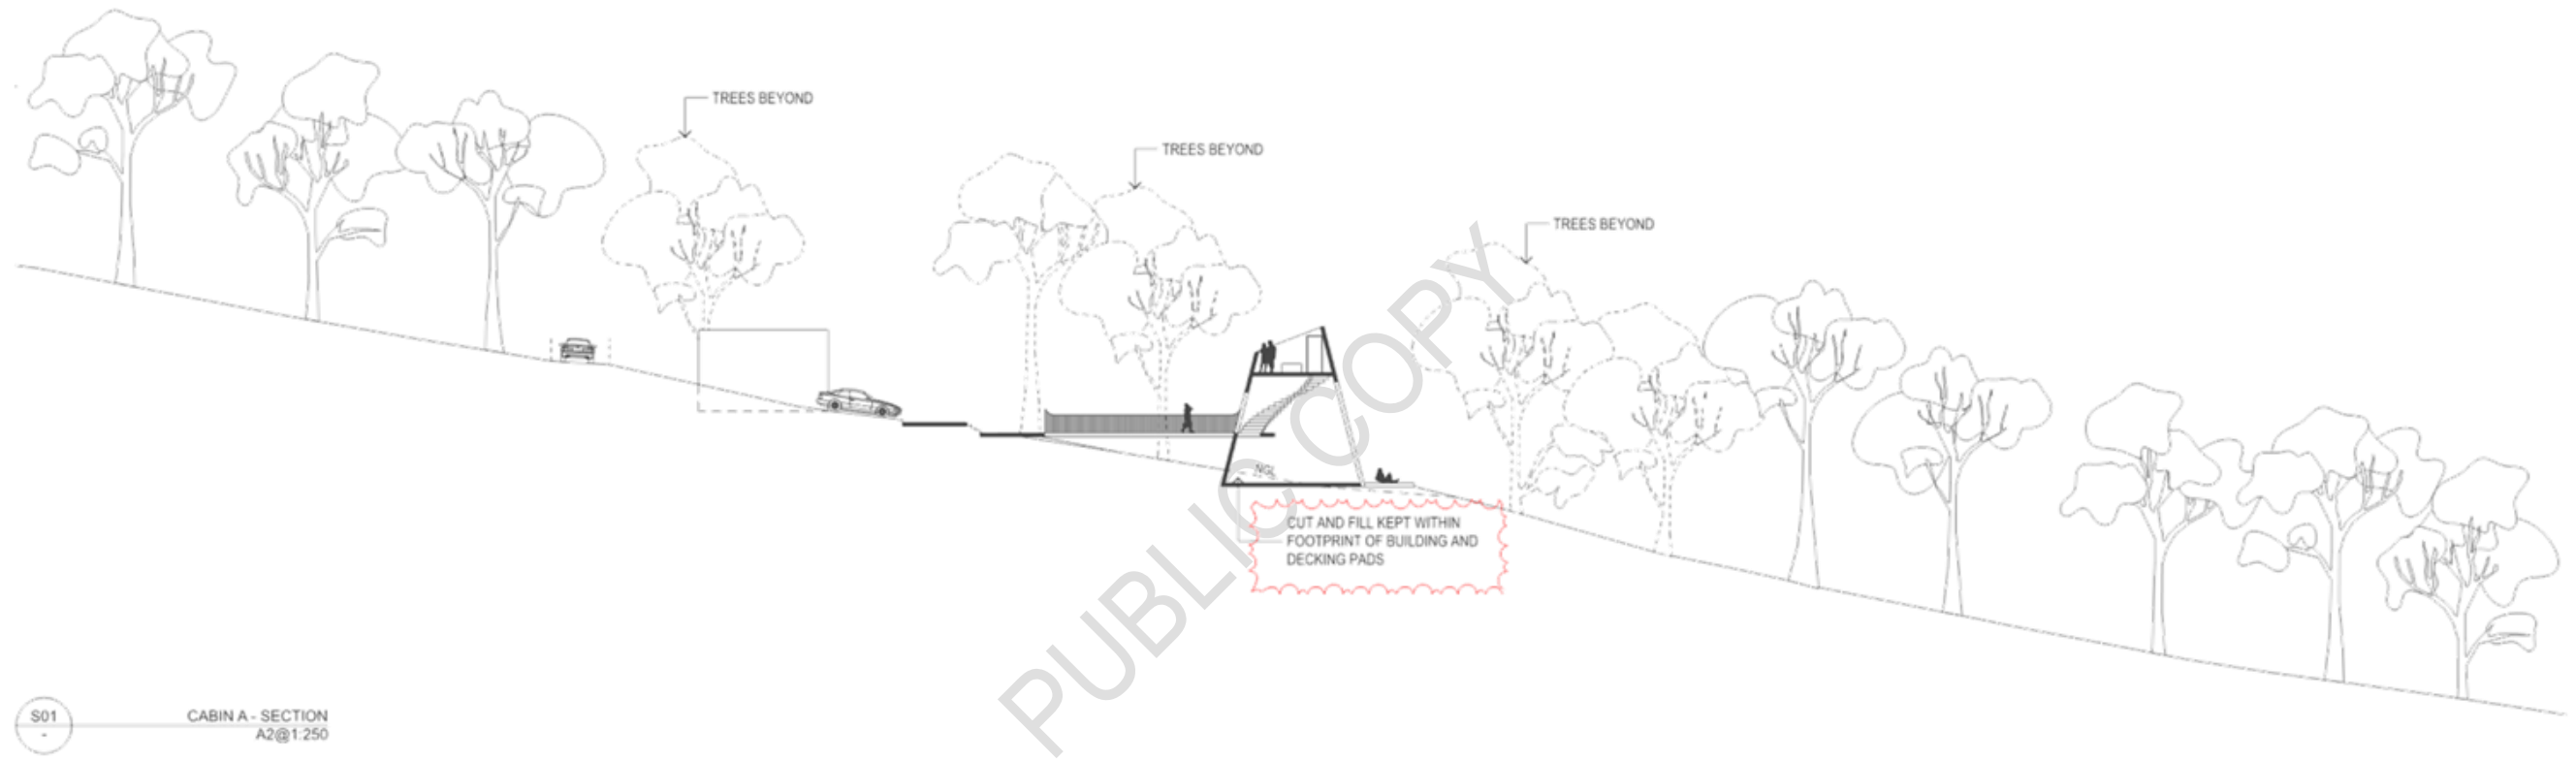 TREES BEYOND
TREES BEYOND
TREES BEYOND
NGL
CUT AND FILL KEPT WITHIN
FOOTPRINT OF BUILDING AND
DECKING PADS
PUBLIC COPY
S01
-
CABIN A - SECTION
A2@1:250